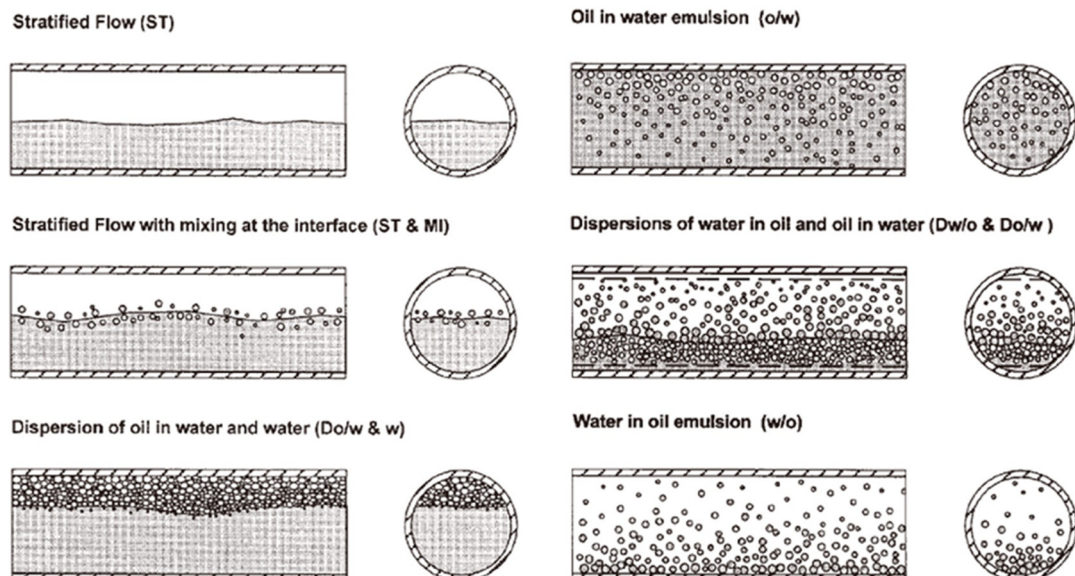 Stratified Flow (ST)
Oil in water emulsion (o/w)
Stratified Flow with mixing at the interface (ST & MI)
Dispersions of water in oil and oil in water (Dw/o & Do/w )
Dispersion of oil in water and water (Do/w & w)
Water in oil emulsion (w/o)